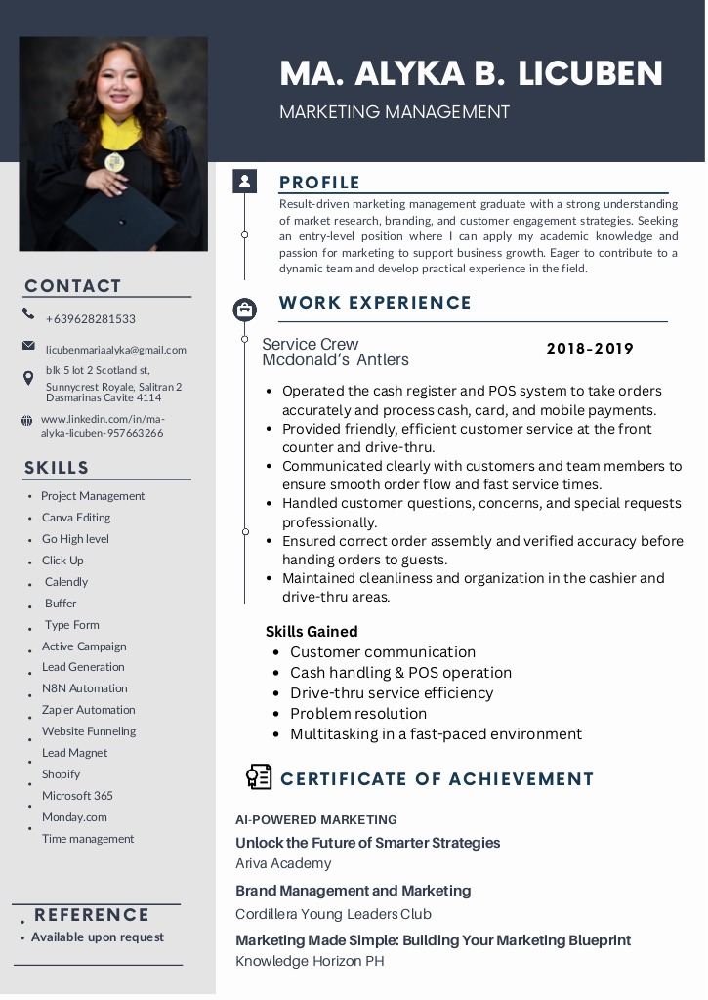 MA. ALYKA B. LICUBEN
MARKETING MANAGEMENT
CONTACT
+639628281533
licubenmariaalyka@gmail.com
blk 5 lot 2 Scotland st,
Sunnycrest Royale, Salitran 2
Dasmarinas Cavite 4114
www.linkedin.com/in/ma-
alyka-licuben-957663266
SKILLS
• Project Management
• Canva Editing
• Go High level
• Click Up
• Calendly
• Buffer
• Type Form
• Active Campaign
• Lead Generation
• N8N Automation
• Zapier Automation
• Website Funneling
• Lead Magnet
• Shopify
• Microsoft 365
• Monday.com
Time management
• REFERENCE
• Available upon request
PROFILE
Result-driven marketing management graduate with a strong understanding
of market research, branding, and customer engagement strategies. Seeking
an entry-level position where I can apply my academic knowledge and
passion for marketing to support business growth. Eager to contribute to a
dynamic team and develop practical experience in the field.
WORK EXPERIENCE
Service Crew
Mcdonald's Antlers
2018-2019
• Operated the cash register and POS system to take orders
accurately and process cash, card, and mobile payments.
• Provided friendly, efficient customer service at the front
counter and drive-thru.
• Communicated clearly with customers and team members to
ensure smooth order flow and fast service times.
• Handled customer questions, concerns, and special requests
professionally.
• Ensured correct order assembly and verified accuracy before
handing orders to guests.
• Maintained cleanliness and organization in the cashier and
drive-thru areas.
Skills Gained
• Customer communication
• Cash handling & POS operation
• Drive-thru service efficiency
• Problem resolution
• Multitasking in a fast-paced environment
CERTIFICATE OF ACHIEVEMENT
AI-POWERED MARKETING
Unlock the Future of Smarter Strategies
Ariva Academy
Brand Management and Marketing
Cordillera Young Leaders Club
Marketing Made Simple: Building Your Marketing Blueprint
Knowledge Horizon PH